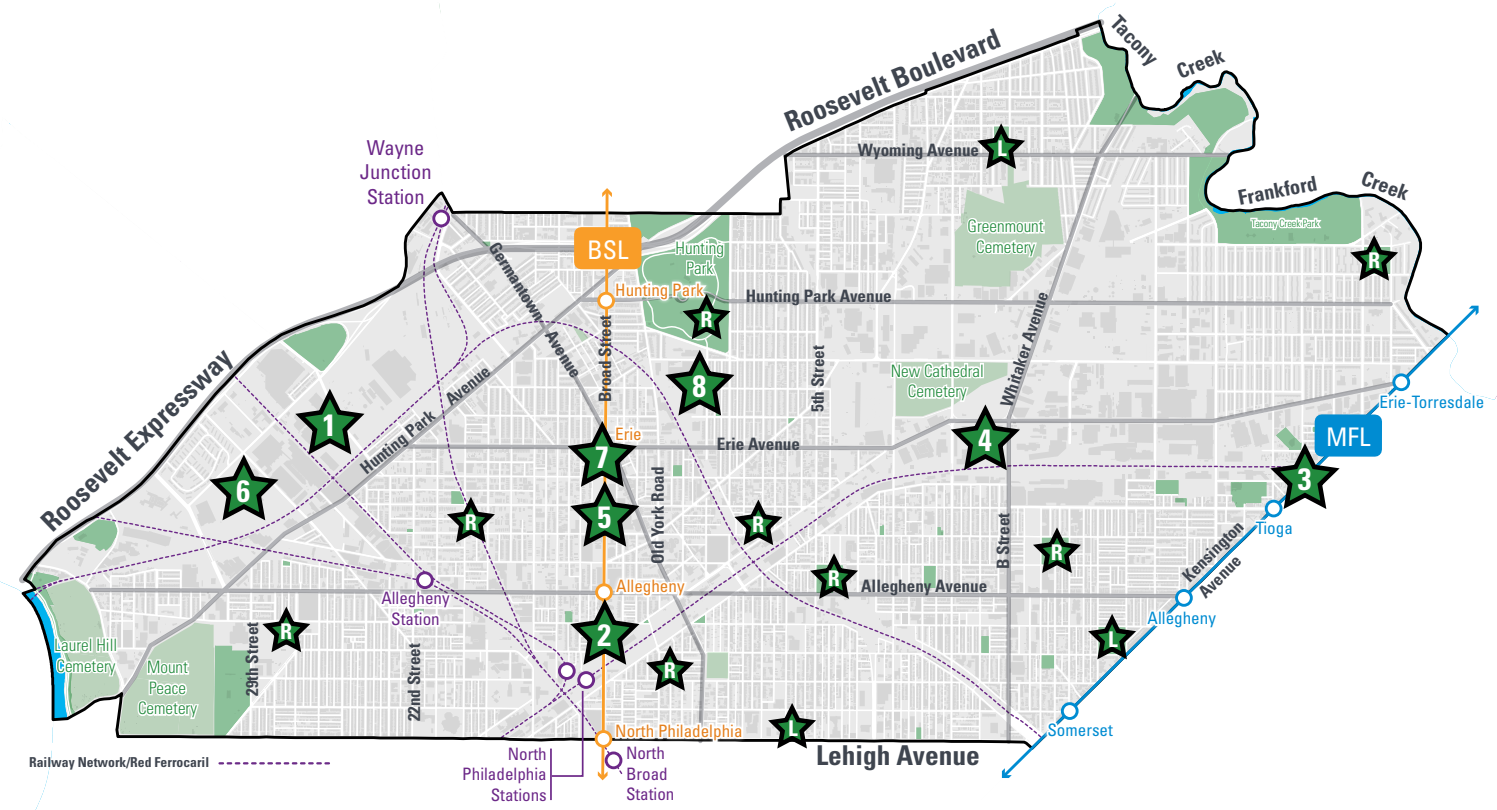 Roosevelt Boulevard
Tacony
Creek
Wayne
Junction
Station
Wyoming Avenue
L
Frankford
Creek
Tacony Creek Park
Greenmount
Cemetery
R
BSL
Hunting
Park
Germantown Avenue
Hunting Park
Hunting Park Avenue
R
Broad Street
Whitaker Avenue
5th Street
Roosevelt Expressway
8
New Cathedral
Cemetery
Erie-Torresdale
Hunting Park Avenue
1
Erie
7
Erie Avenue
4
MFL
6
3
R
5
Old York Road
R
Tioga
B Street
R
Kensington
Avenue
Allegheny
Station
Allegheny
R
Allegheny Avenue
Allegheny
Laurel Hill
Cemetery
Mount
Peace
Cemetery
29th Street
R
22nd Street
2
R
L
L
Somerset
North Philadelphia
Lehigh Avenue
Railway Network/Red Ferrocaril
North
Philadelphia
Stations
North
Broad
Station